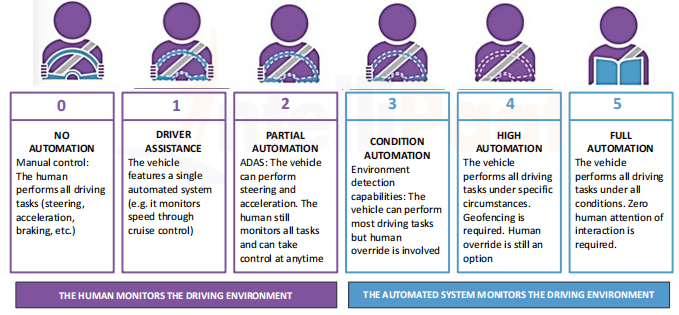 0
NO
AUTOMATION
Manual control:
The human
performs all driving
tasks (steering,
acceleration,
braking, etc.)
1
DRIVER
ASSISTANCE
The vehicle
features a single
automated system
(e.g. it monitors
speed through
cruise control)
2
PARTIAL
AUTOMATION
ADAS: The vehicle
can perform
steering and
acceleration. The
human still
monitors all tasks
and can take
control at anytime
3
CONDITION
AUTOMATION
Environment
detection
capabilities: The
vehicle can perform
most driving tasks
but human
override is involved
4
HIGH
AUTOMATION
The vehicle
performs all driving
tasks under specific
circumstances.
Geofencing is
required. Human
override is still an
option
5
FULL
AUTOMATION
The vehicle
performs all driving
tasks under all
conditions. Zero
human attention of
interaction is
required.
THE HUMAN MONITORS THE DRIVING ENVIRONMENT
THE AUTOMATED SYSTEM MONITORS THE DRIVING ENVIRONMENT